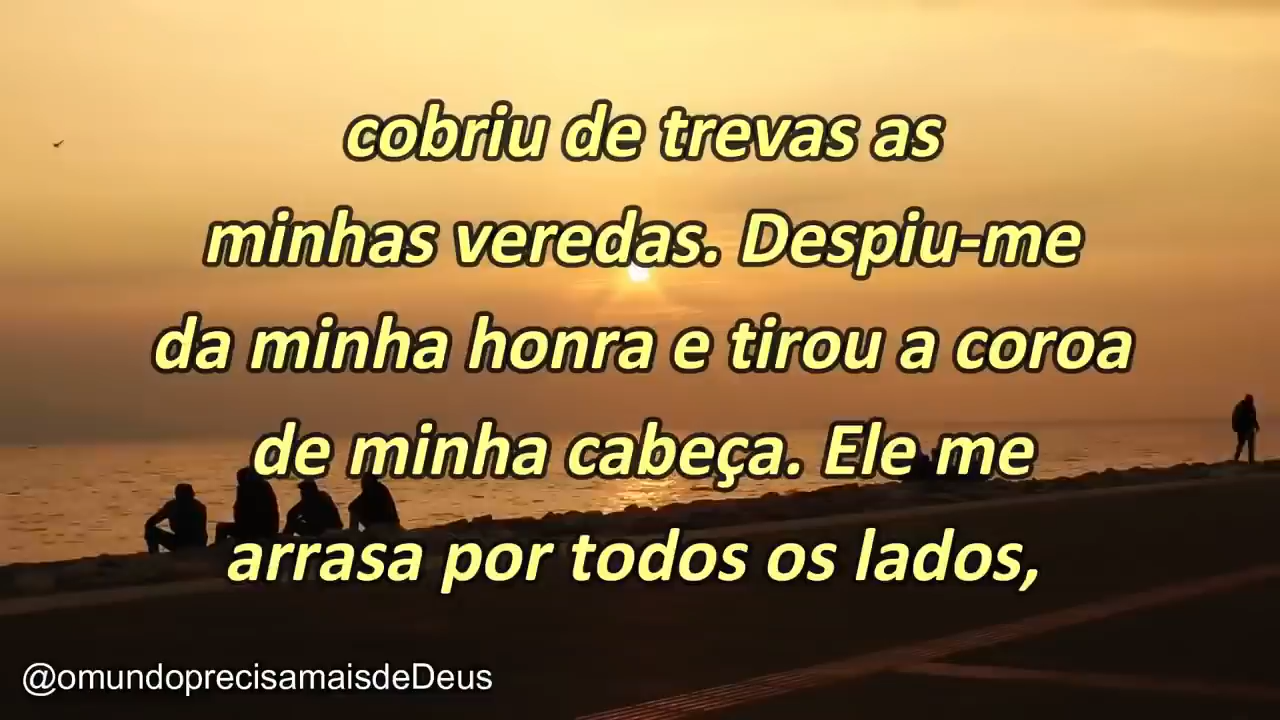 cobriu de trevas as
minhas veredas. Despiu-me
da minha honra e tirou a coroa
de minha cabeça. Ele me
arrasa por todos os lados,
@omundoprecisamaisdeDeus